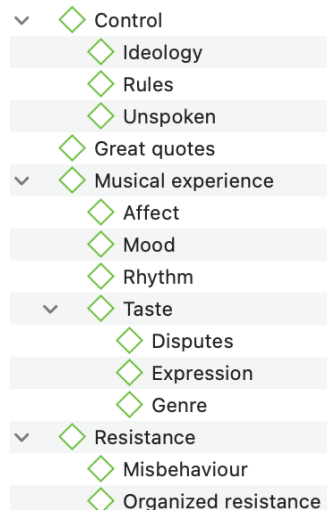 Control
Ideology
Rules
Unspoken
Great quotes
Musical experience
Affect
Mood
Rhythm
Taste
Disputes
Expression
Genre
Resistance
Misbehaviour
Organized resistance